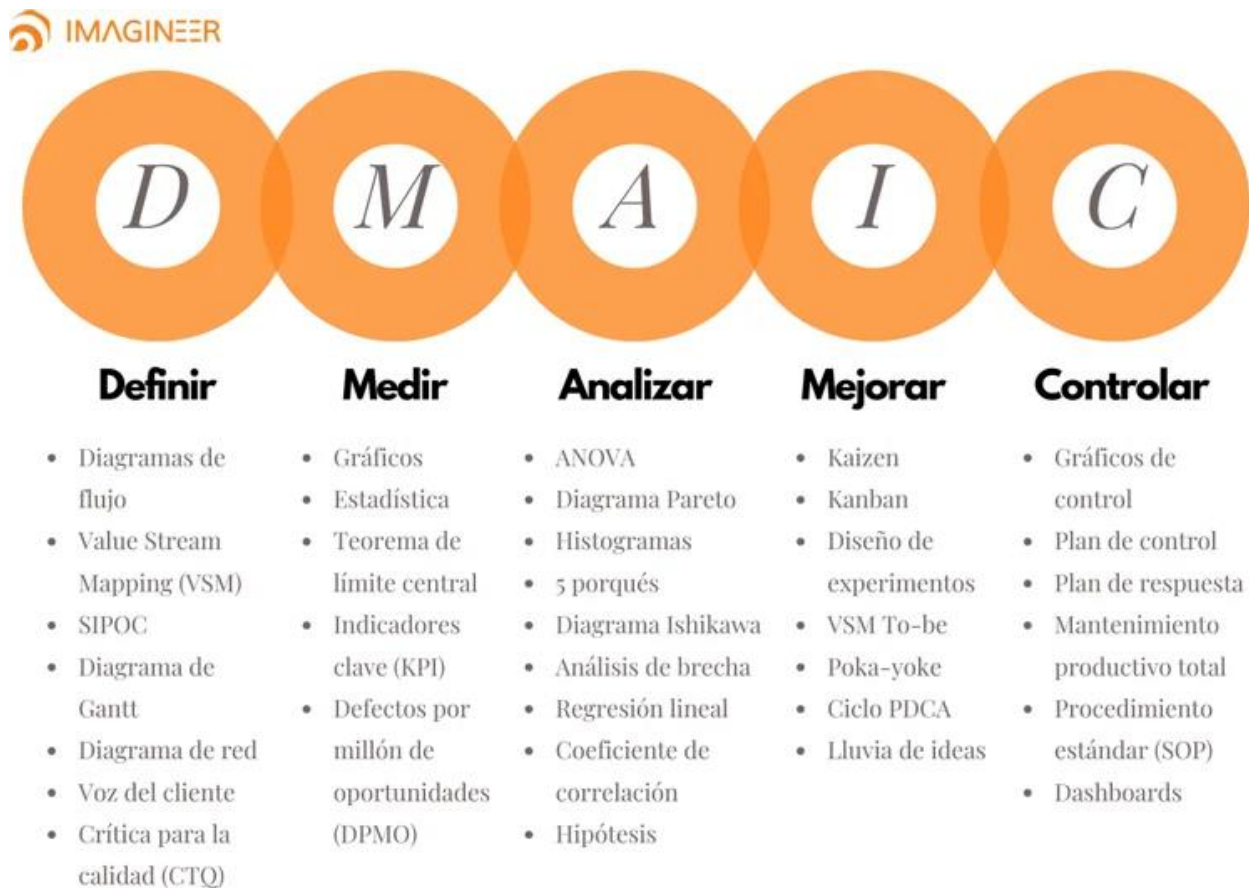 IMAGINEER
D
M
A
I
C
Definir
• Diagramas de
flujo
• Value Stream
Mapping (VSM)
• SIPOC
• Diagrama de
Gantt
• Diagrama de red
• Voz del cliente
• Crítica para la
calidad (CTQ)
Medir
• Gráficos
• Estadística
• Teorema de
límite central
• Indicadores
clave (KPI)
• Defectos por
millón de
oportunidades
(DPMO)
Analizar
• ANOVA
• Diagrama Pareto
• Histogramas
• 5 porqués
• Diagrama Ishikawa
• Análisis de brecha
• Regresión lineal
• Coeficiente de
correlación
• Hipótesis
Mejorar
• Kaizen
• Kanban
• Diseño de
experimentos
• VSM To-be
• Poka-yoke
• Ciclo PDCA
• Lluvia de ideas
Controlar
• Gráficos de
control
• Plan de control
• Plan de respuesta
• Mantenimiento
productivo total
• Procedimiento
estándar (SOP)
• Dashboards